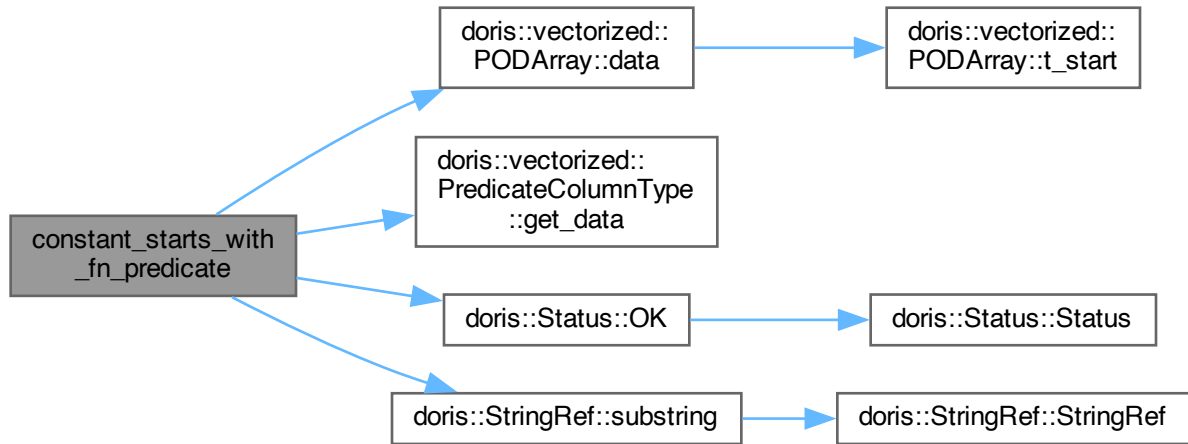 doris::vectorized::
PODArray::data
doris::vectorized::
PODArray::t_start
doris::vectorized::
PredicateColumnType
::get_data
constant_starts_with
_fn_predicate
doris::Status::OK
doris::Status::Status
doris::StringRef::substring
doris::StringRef::StringRef